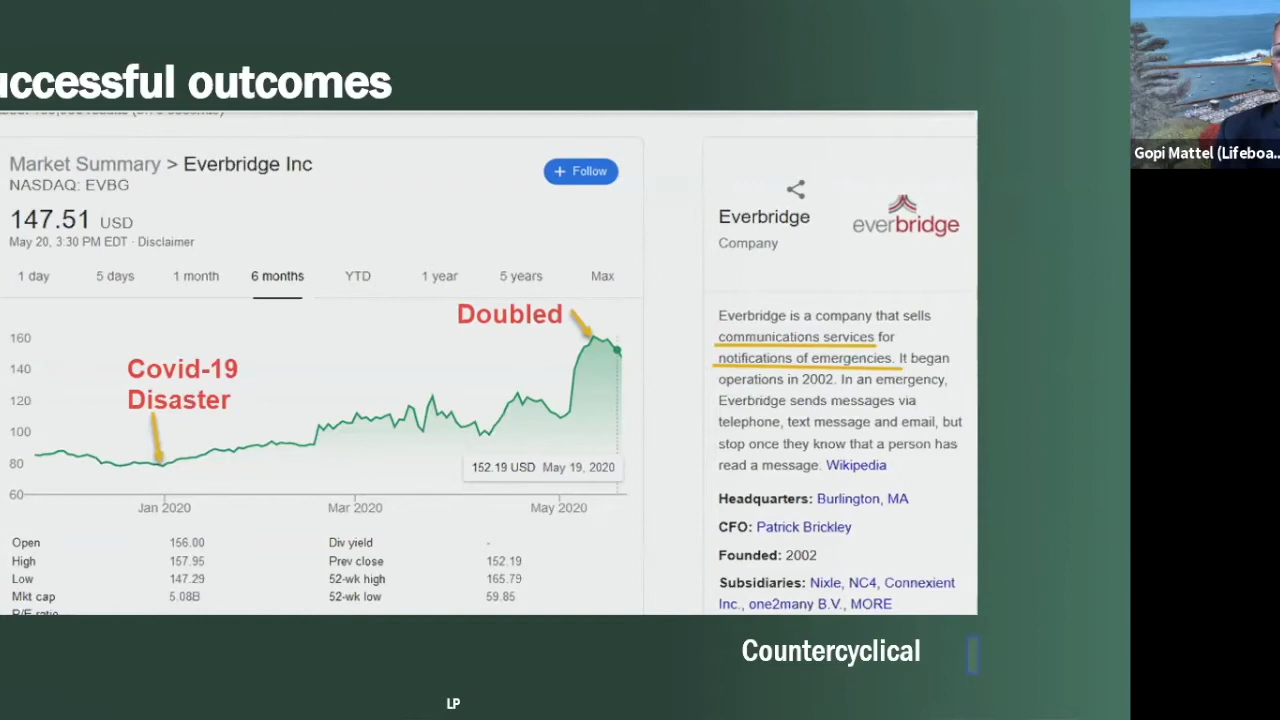 uccessful outcomes
Market Summary > Everbridge Inc
NASDAQ: EVBG
+ Follow
147.51 USD
May 20, 3:30 PM EDT · Disclaimer
1 day 5 days 1 month 6 months YTD 1 year 5 years Max
Doubled
Covid-19
Disaster
160
140
120
100
80
60
152.19 USD May 19, 2020
Jan 2020 Mar 2020 May 2020
Open 156.00 Div yield -
High 157.95 Prev close 152.19
Low 147.29 52-wk high 165.79
Mkt cap 5.08B 52-wk low 59.85
P/E ratio
Everbridge
Company
everbridge
Everbridge is a company that sells
communications services for
notifications of emergencies. It began
operations in 2002. In an emergency,
Everbridge sends messages via
telephone, text message and email, but
stop once they know that a person has
read a message. Wikipedia
Headquarters: Burlington, MA
CFO: Patrick Brickley
Founded: 2002
Subsidiaries: Nixle, NC4, Connexient
Inc., one2many B.V., MORE
Countercyclical
LP
Gopi Mattel (Lifeboa...